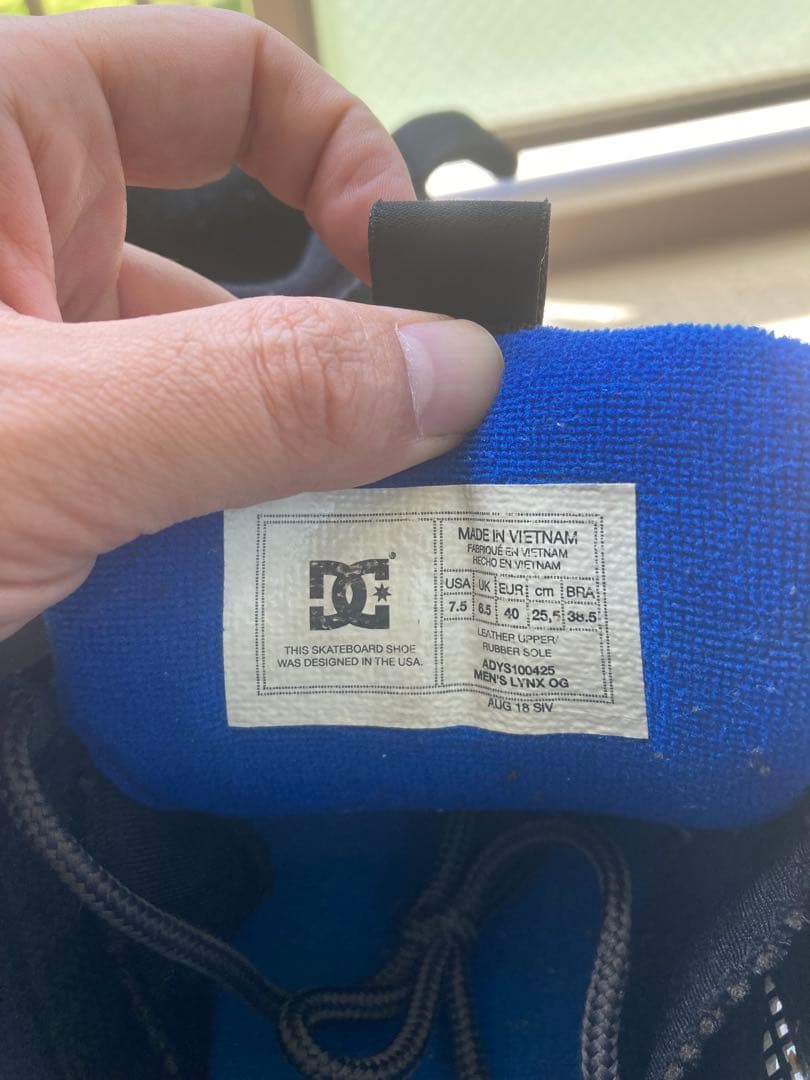 DC®
THIS SKATEBOARD SHOE
WAS DESIGNED IN THE USA.
MADE IN VIETNAM
FABRIQUÉ EN VIETNAM
HECHO EN VIETNAM
USA UK EUR cm BRA
7.5 6.5 40 25,5 38.5
LEATHER UPPER/
RUBBER SOLE
ADYS100425
MEN'S LYNX OG
AUG 18 SIV